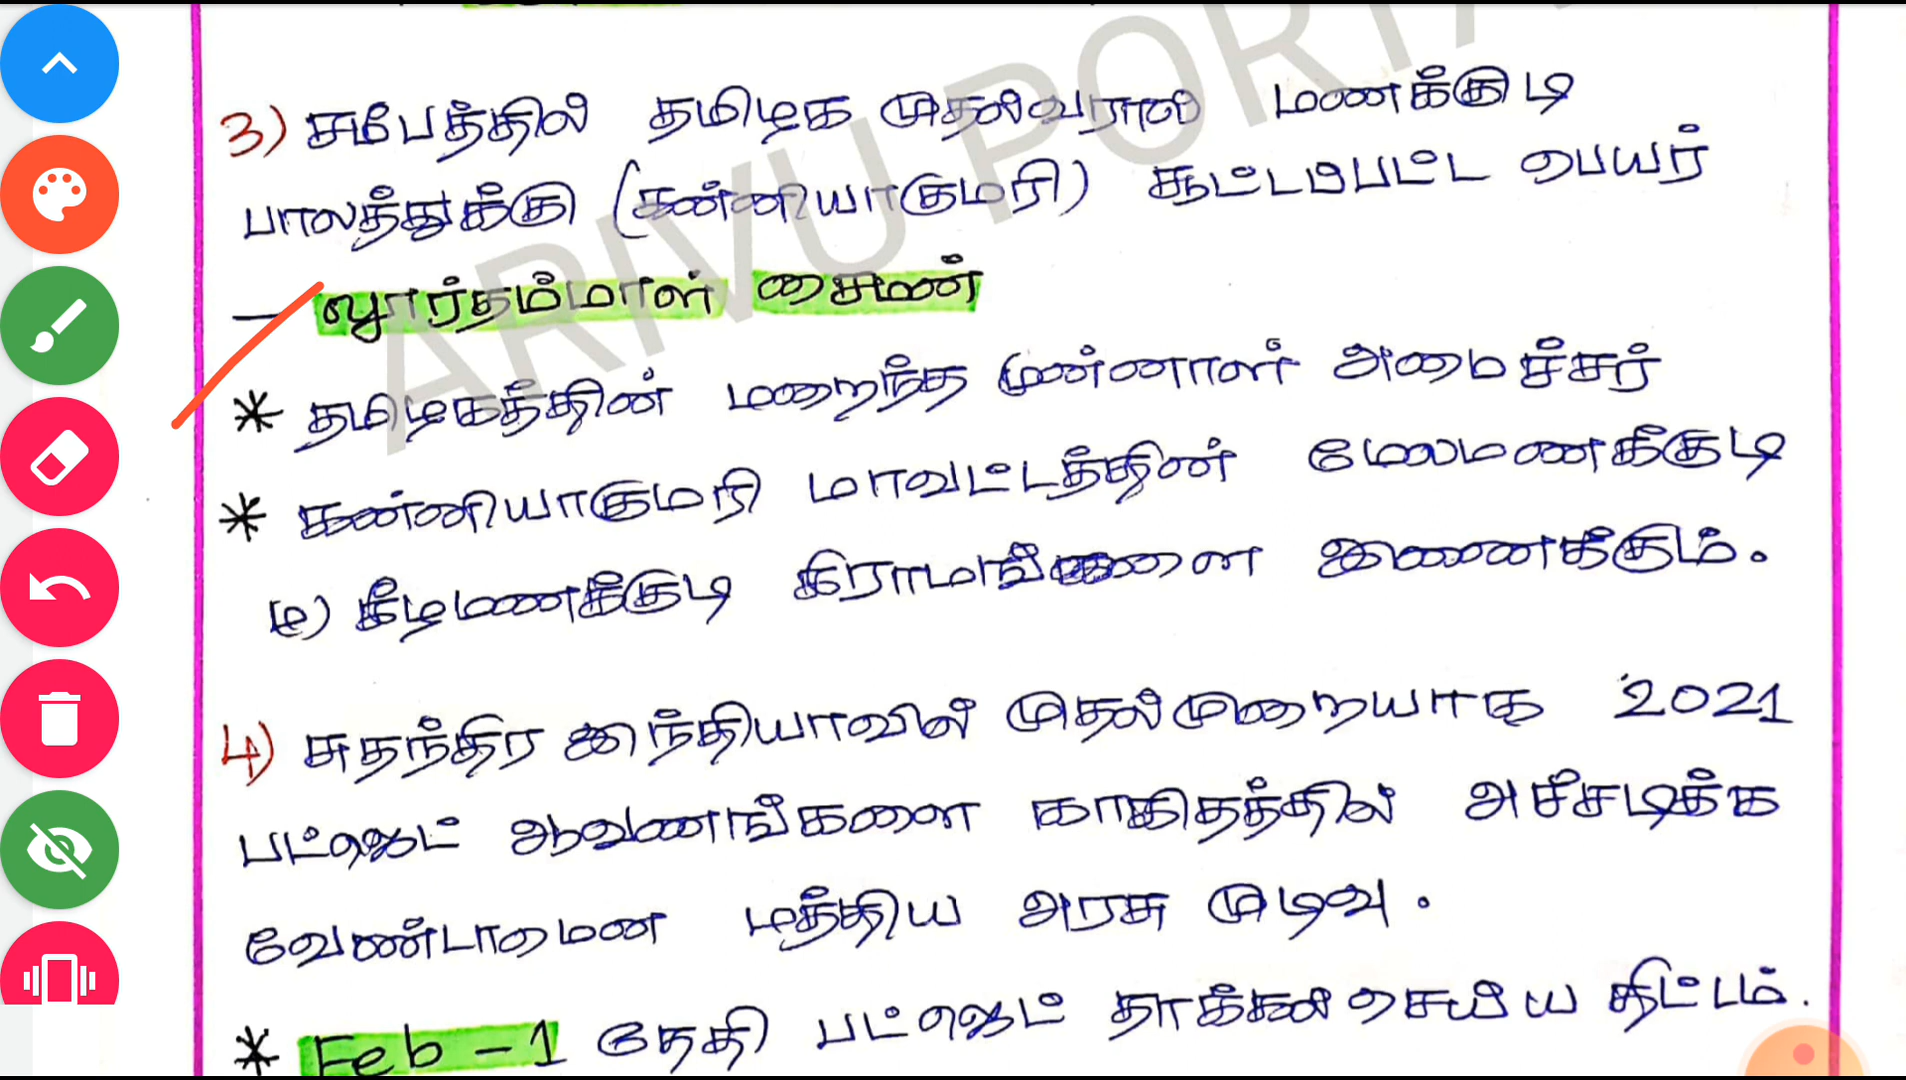 3) சமீபத்தில் தமிழக முதல்வரால் மணக்குடி
பாலத்துக்கு (கன்னியாகுமரி) சூட்டப்பட்ட பெயர்
– லூர்தம்மாள் சைமன்
* தமிழகத்தின் மறைந்த முன்னாள் அமைச்சர்
* கன்னியாகுமரி மாவட்டத்தின் மேலமணக்குடி
(ம) கீழமணக்குடி கிராமங்களை இணைக்கும்.
4) சுதந்திர இந்தியாவில் முதல்முறையாக 2021
பட்ஜெட் ஆவணங்களை காகிதத்தில் அச்சடிக்க
வேண்டாமென மத்திய அரசு முடிவு.
* Feb - 1 தேதி பட்ஜெட் தாக்கல் செய்ய திட்டம்.
ARIVU PORTA